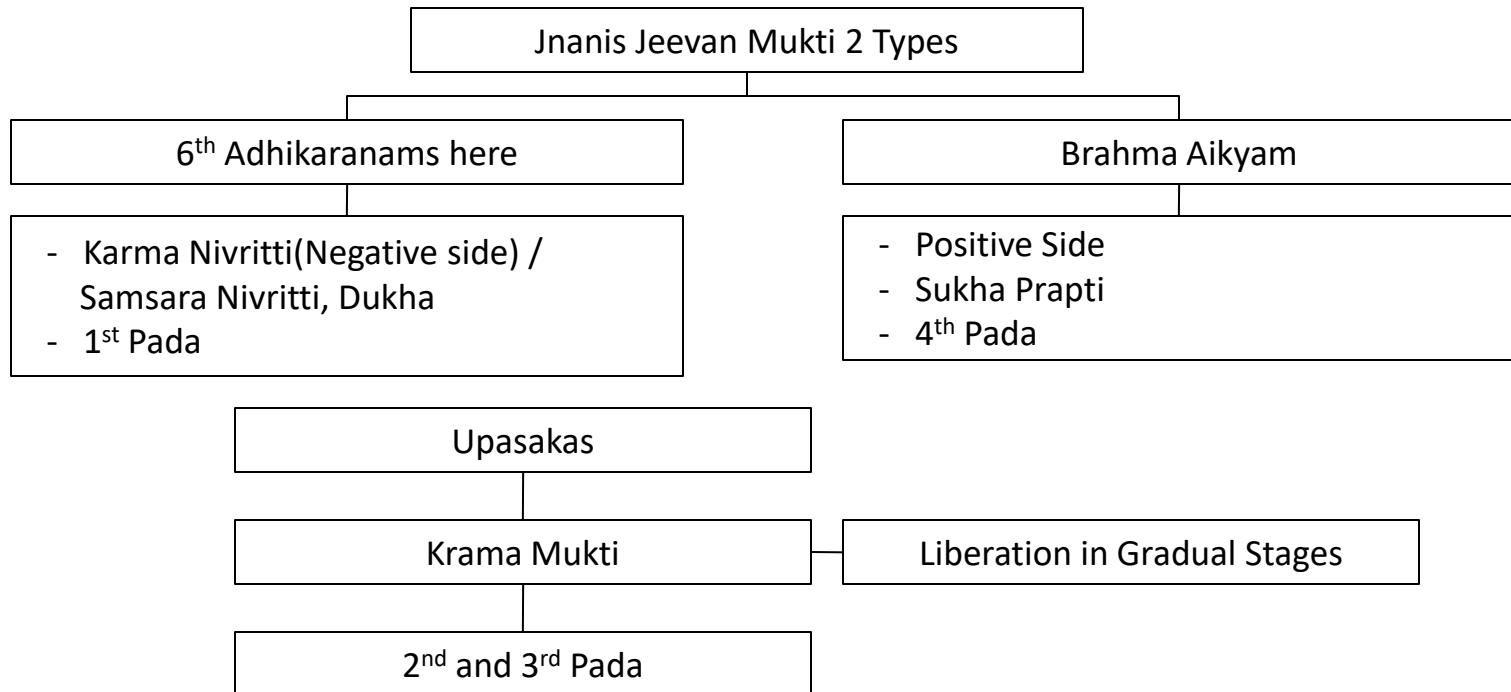 Jnanis Jeevan Mukti 2 Types
6th Adhikaranams here
Brahma Aikyam
- Karma Nivritti(Negative side) /
Samsara Nivritti, Dukha
- 1st Pada
- Positive Side
- Sukha Prapti
- 4th Pada
Upasakas
Krama Mukti
Liberation in Gradual Stages
2nd and 3rd Pada